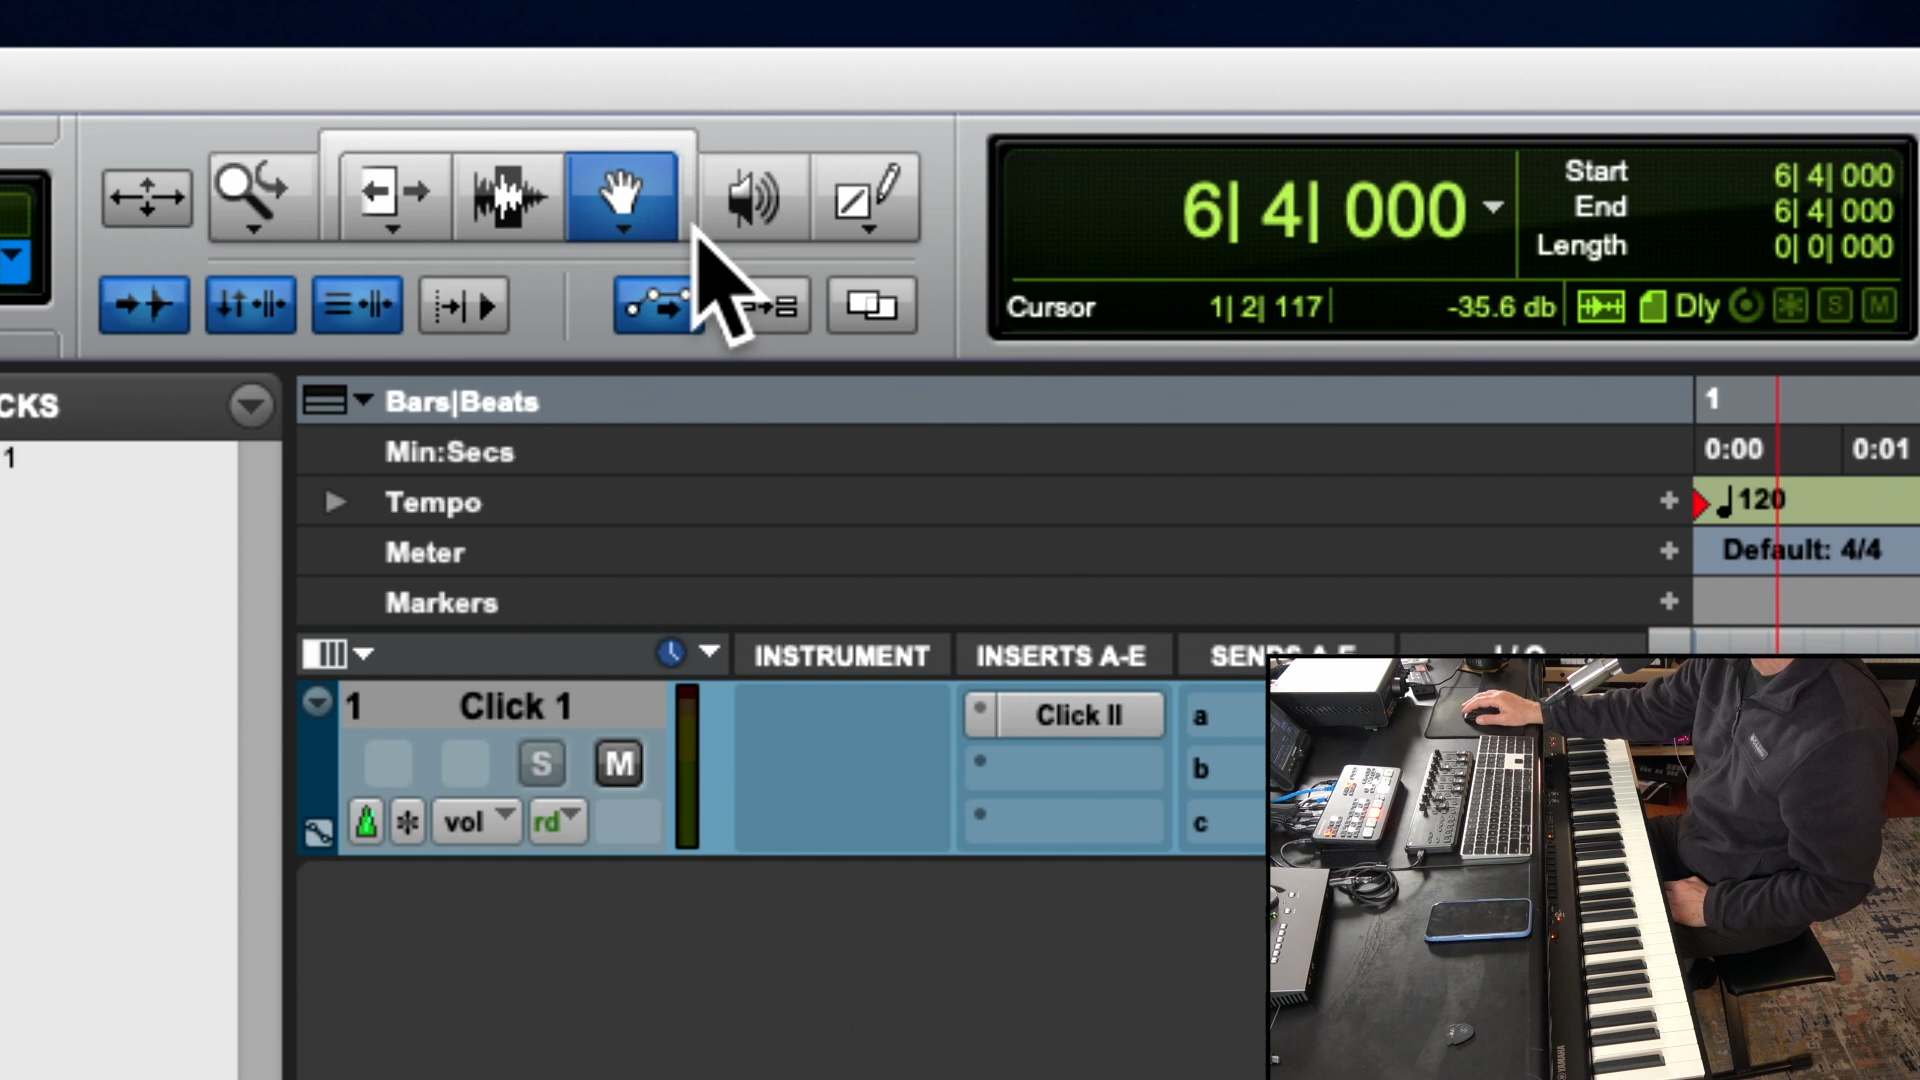 6| 4| 000
Start 6| 4| 000
End 6| 4| 000
Length 0| 0| 000
Cursor 1| 2| 117 -35.6 db Dly S M
CKS
1
Bars|Beats 1
Min:Secs 0:00 0:01
Tempo + 120
Meter + Default: 4/4
Markers +
INSTRUMENT INSERTS A-E
1 Click 1 Click II a
S M b
vol rd c
YAMAHA